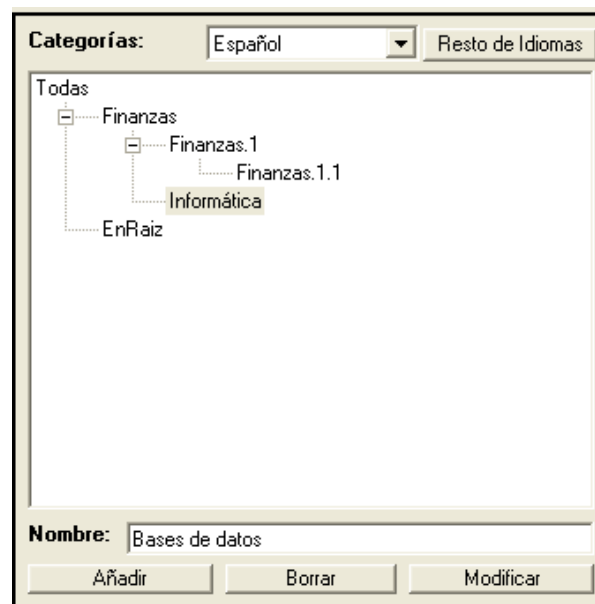 Categorías: Español Resto de Idiomas
Todas
Finanzas
Finanzas.1
Finanzas.1.1
Informática
EnRaiz
Nombre: Bases de datos
Añadir Borrar Modificar